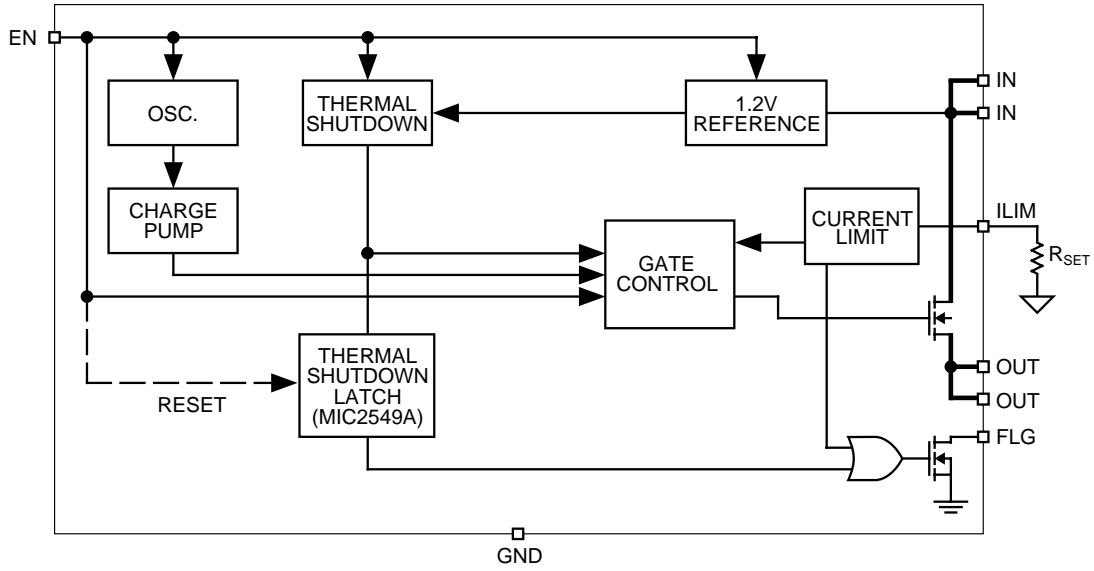 EN
IN
OSC.
THERMAL
SHUTDOWN
1.2V
REFERENCE
IN
CHARGE
PUMP
CURRENT
LIMIT
ILIM
GATE
CONTROL
RSET
THERMAL
SHUTDOWN
LATCH
(MIC2549A)
RESET
OUT
OUT
FLG
GND